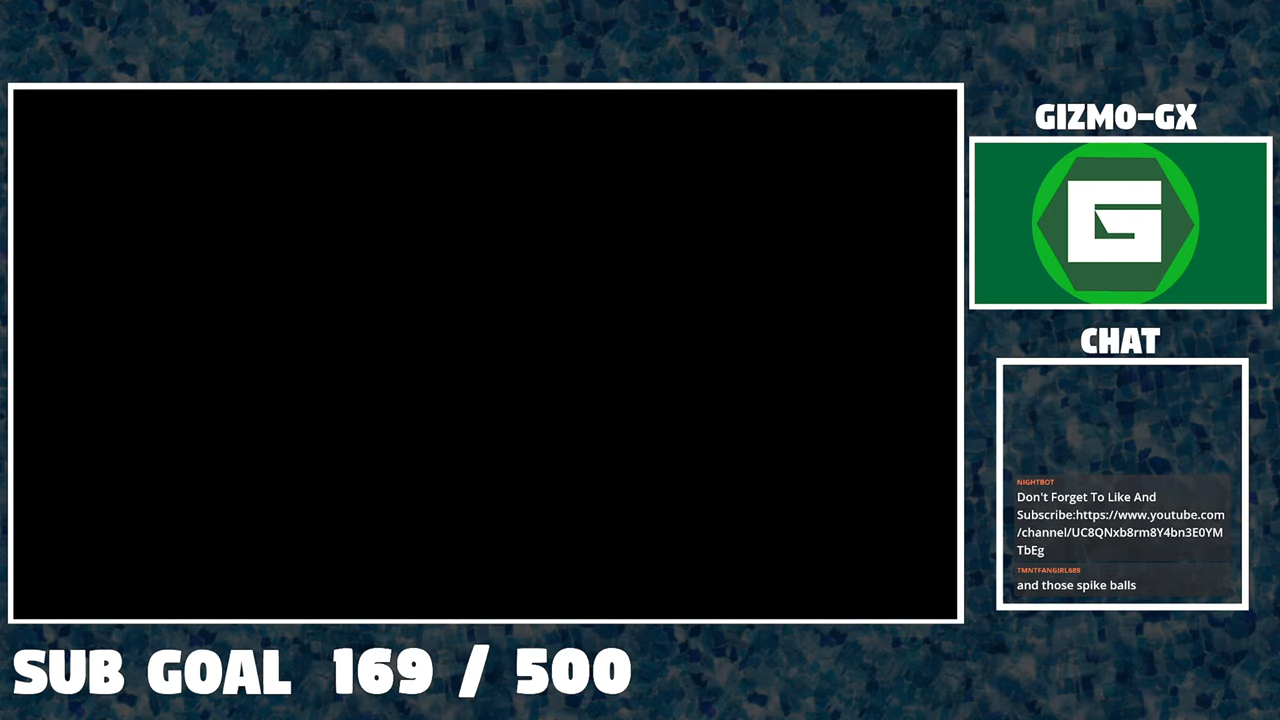 GIZMO-GX
G
CHAT
NIGHTBOT
Don't Forget To Like And
Subscribe:https://www.youtube.com
/channel/UC8QNxb8rm8Y4bn3E0YM
TbEg
TMNTFANGIRL689
and those spike balls
SUB GOAL 169 / 500